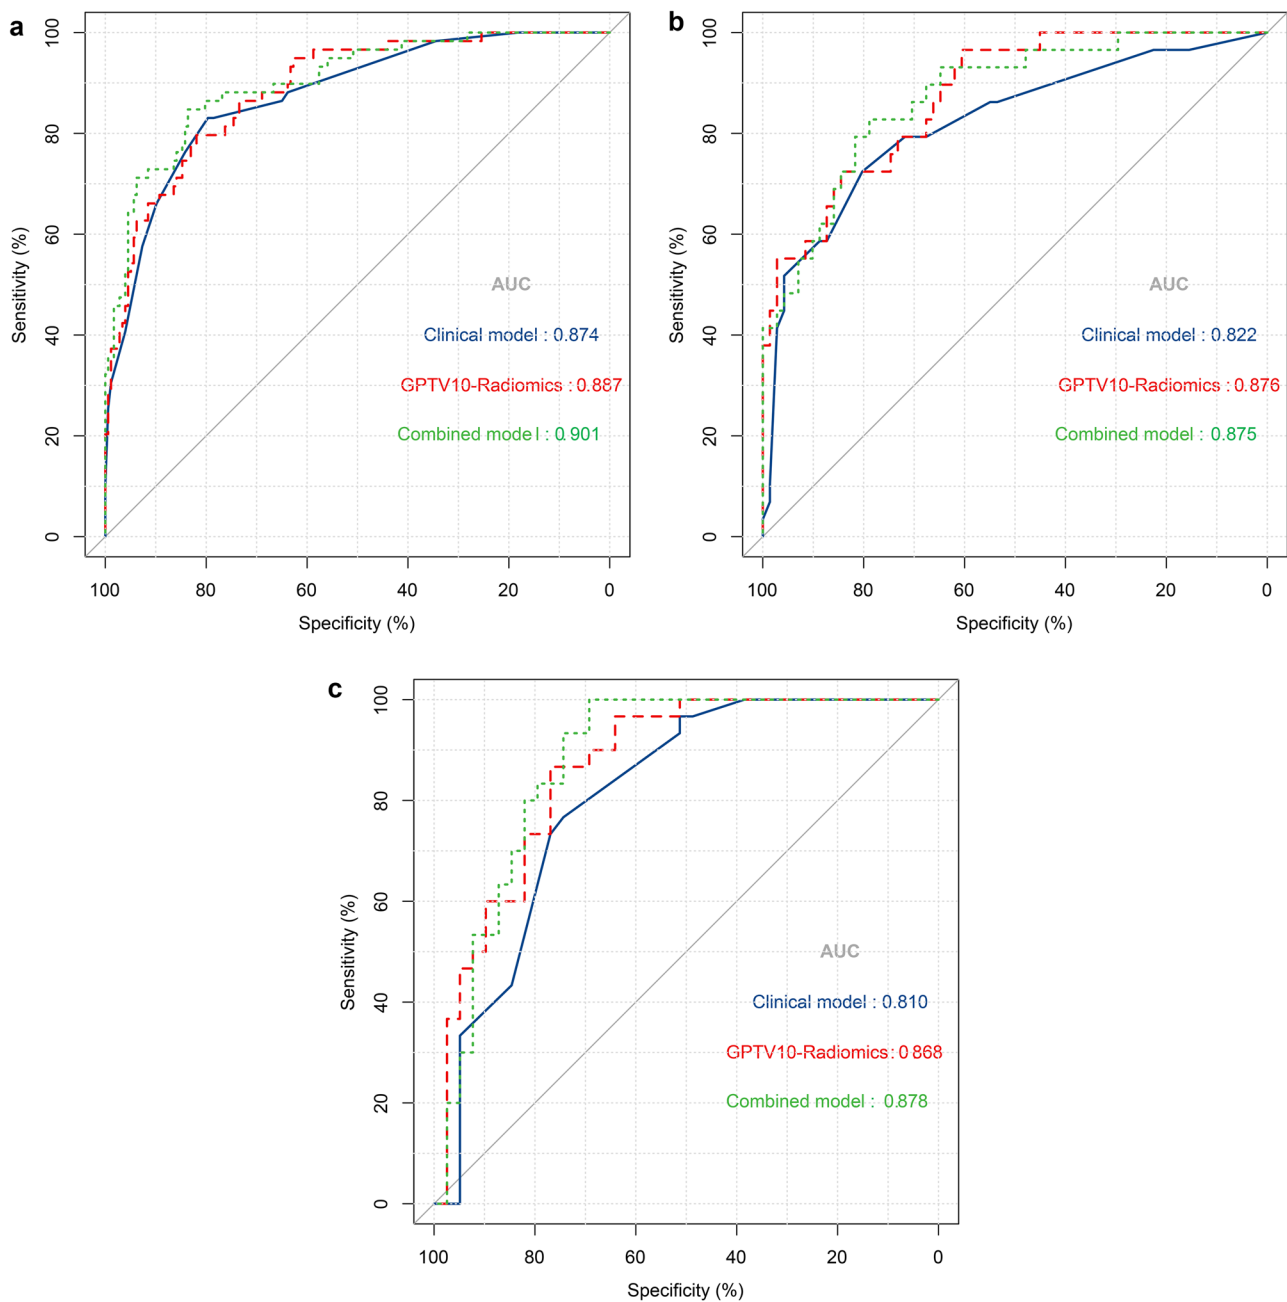 a
100
80
60
40
20
0
Sensitivity (%)
AUC
Clinical model : 0.874
GPTV10-Radiomics : 0.887
Combined model : 0.901
100 80 60 40 20 0
Specificity (%)
b
100
80
60
40
20
0
Sensitivity (%)
AUC
Clinical model : 0.822
GPTV10-Radiomics : 0.876
Combined model : 0.875
100 80 60 40 20 0
Specificity (%)
c
100
80
60
40
20
0
Sensitivity (%)
AUC
Clinical model : 0.810
GPTV10-Radiomics: 0 868
Combined model : 0.878
100 80 60 40 20 0
Specificity (%)